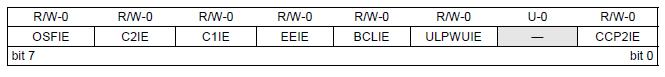 R/W-0 R/W-0 R/W-0 R/W-0 R/W-0 R/W-0 U-0 R/W-0
OSFIE C2IE C1IE EEIE BCLIE ULPWUIE — CCP2IE
bit 7 bit 0